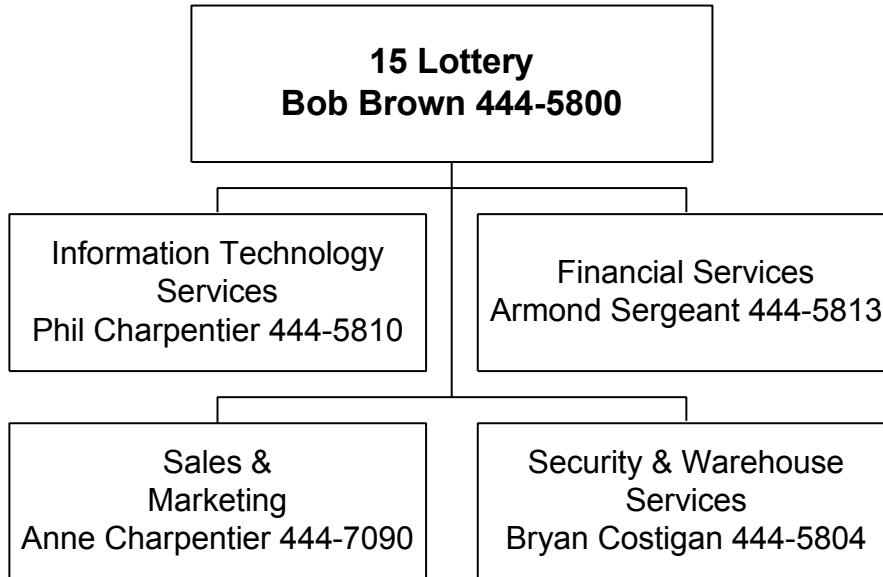 15 Lottery
Bob Brown 444-5800
Information Technology
Services
Phil Charpentier 444-5810
Financial Services
Armond Sergeant 444-5813
Sales &
Marketing
Anne Charpentier 444-7090
Security & Warehouse
Services
Bryan Costigan 444-5804